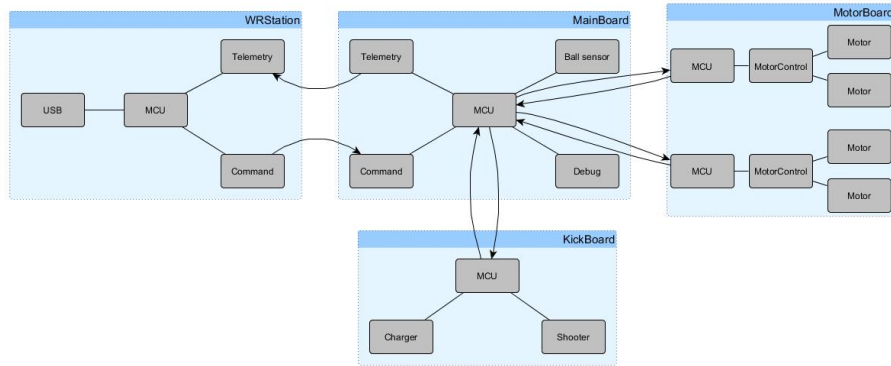 WRStation
Telemetry
USB
MCU
Command
MainBoard
Telemetry
Ball sensor
MCU
Command
Debug
MotorBoard
Motor
MCU
MotorControl
Motor
Motor
MCU
MotorControl
Motor
KickBoard
MCU
Charger
Shooter